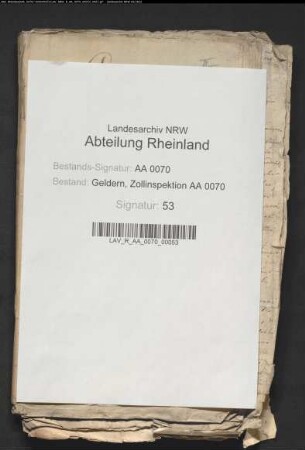 Landesarchiv NRW
Abteilung Rheinland
Bestands-Signatur: AA 0070
Bestand: Geldern, Zollinspektion AA 0070
Signatur: 53
LAV_R_AA_0070_00053